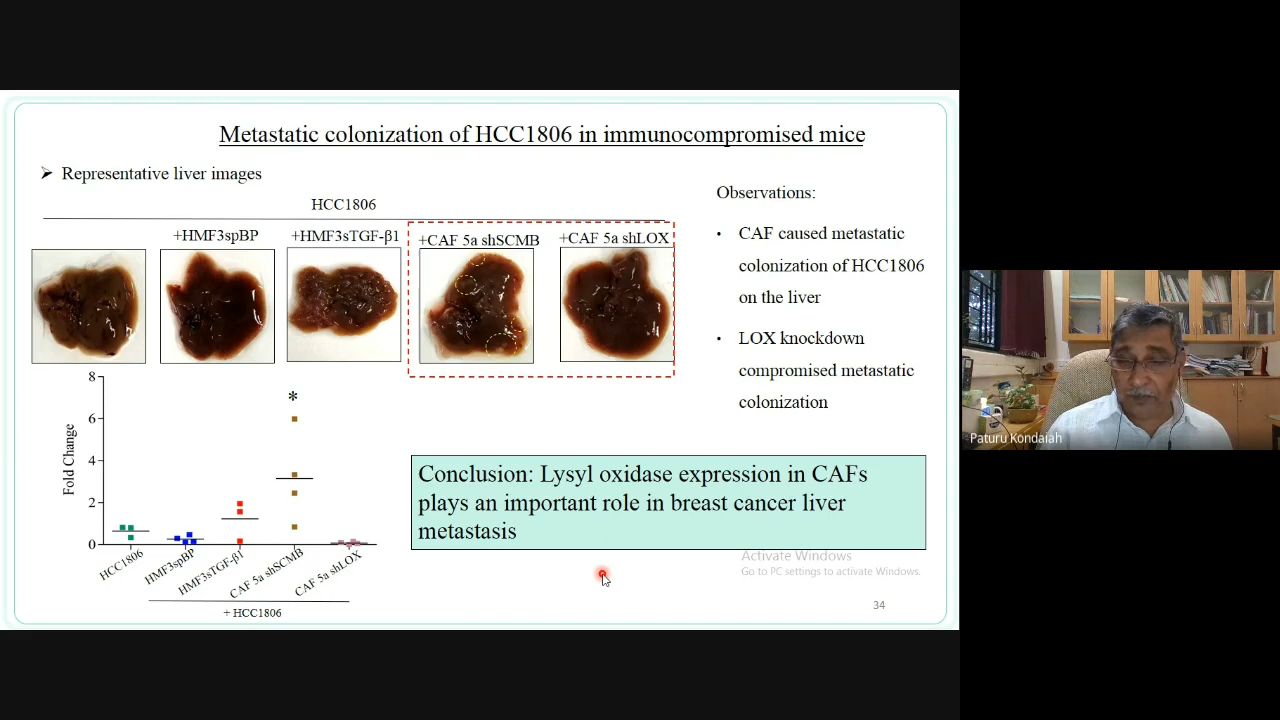 Metastatic colonization of HCC1806 in immunocompromised mice
➢ Representative liver images
HCC1806
+HMF3spBP
+HMF3sTGF-β1
+CAF 5a shSCMB
+CAF 5a shLOX
Observations:
• CAF caused metastatic
colonization of HCC1806
on the liver
• LOX knockdown
compromised metastatic
colonization
8
6
4
2
0
Fold Change
*
HCC1806
HMF3spBP
HMF3sTGF-β1
CAF 5a shSCMB
CAF 5a shLOX
+ HCC1806
Conclusion: Lysyl oxidase expression in CAFs
plays an important role in breast cancer liver
metastasis
Activate Windows
Go to PC settings to activate Windows.
34
Paturu Kondaiah